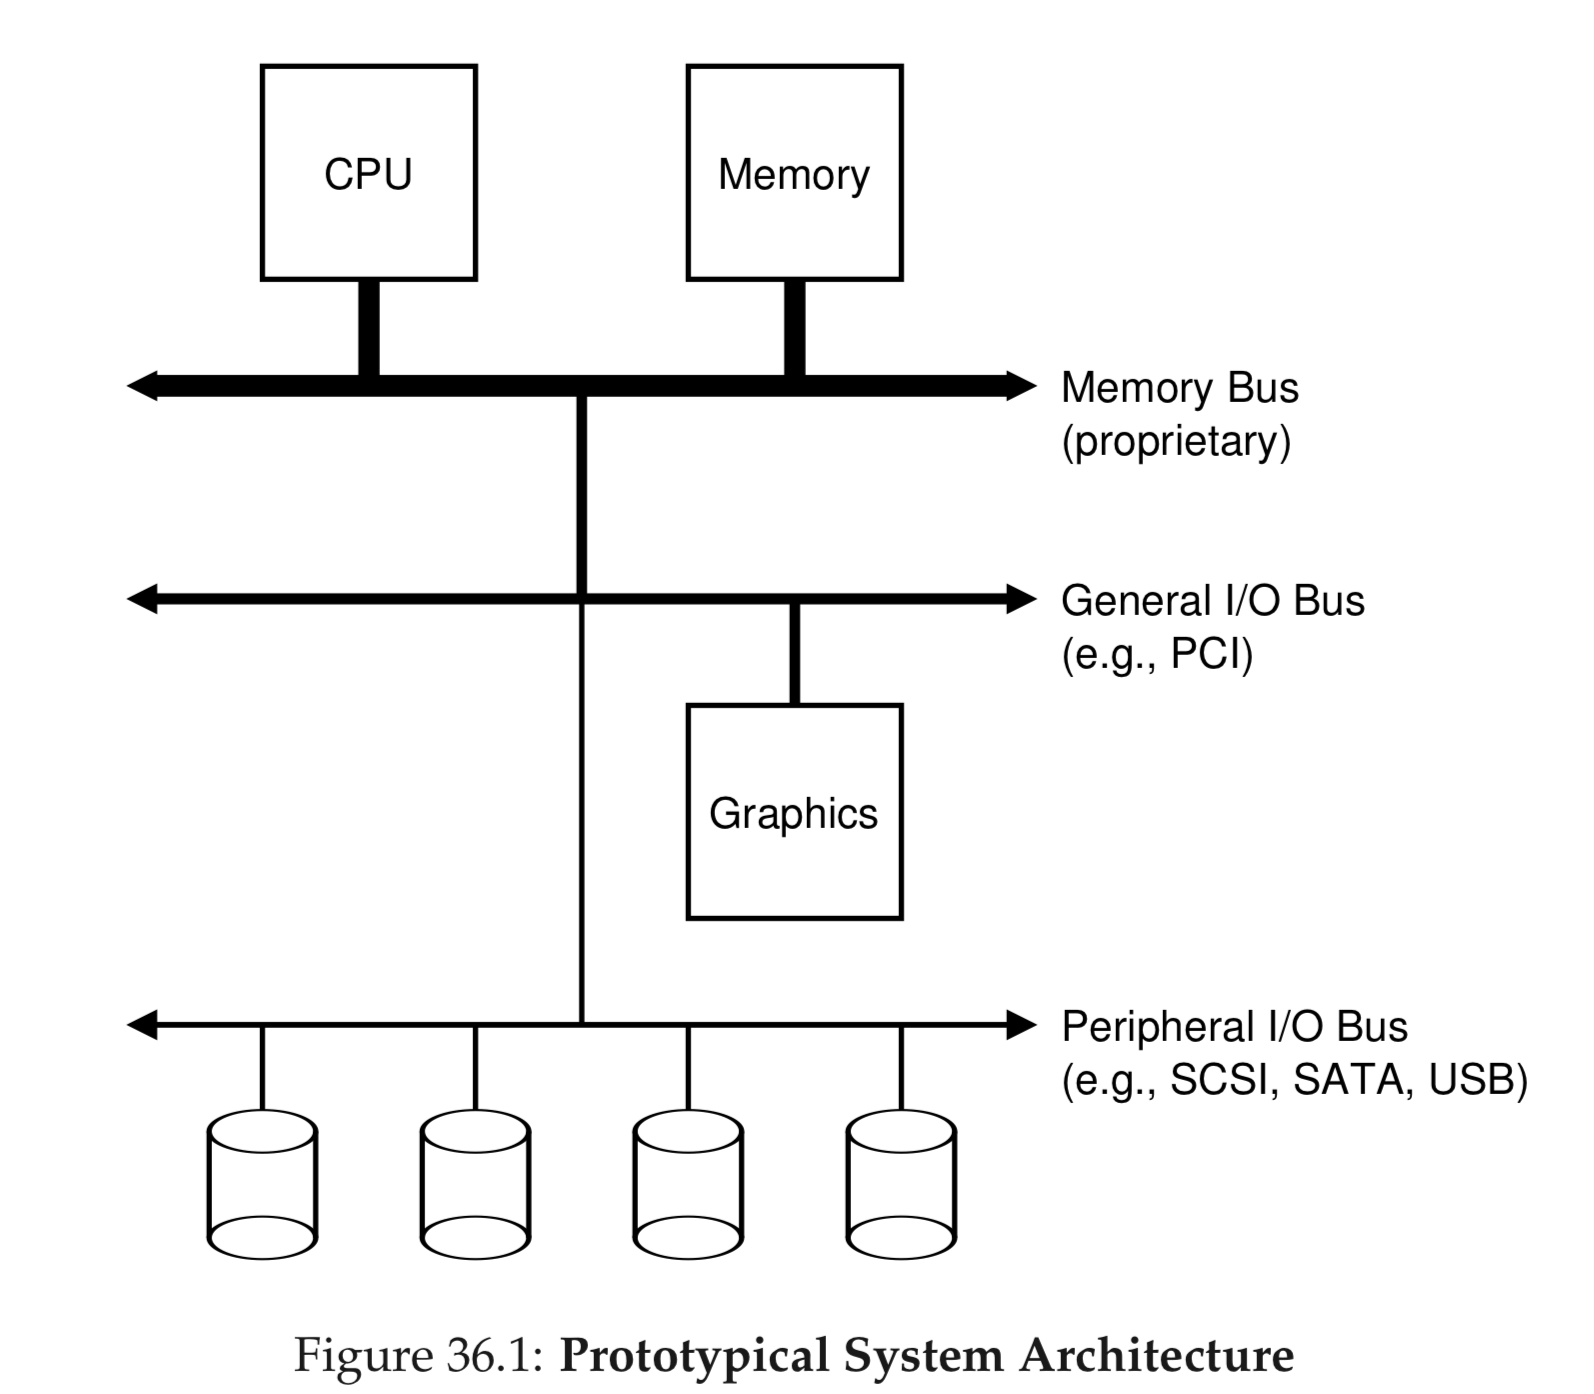 CPU
Memory
Memory Bus
(proprietary)
General I/O Bus
(e.g., PCI)
Graphics
Peripheral I/O Bus
(e.g., SCSI, SATA, USB)
Figure 36.1: Prototypical System Architecture